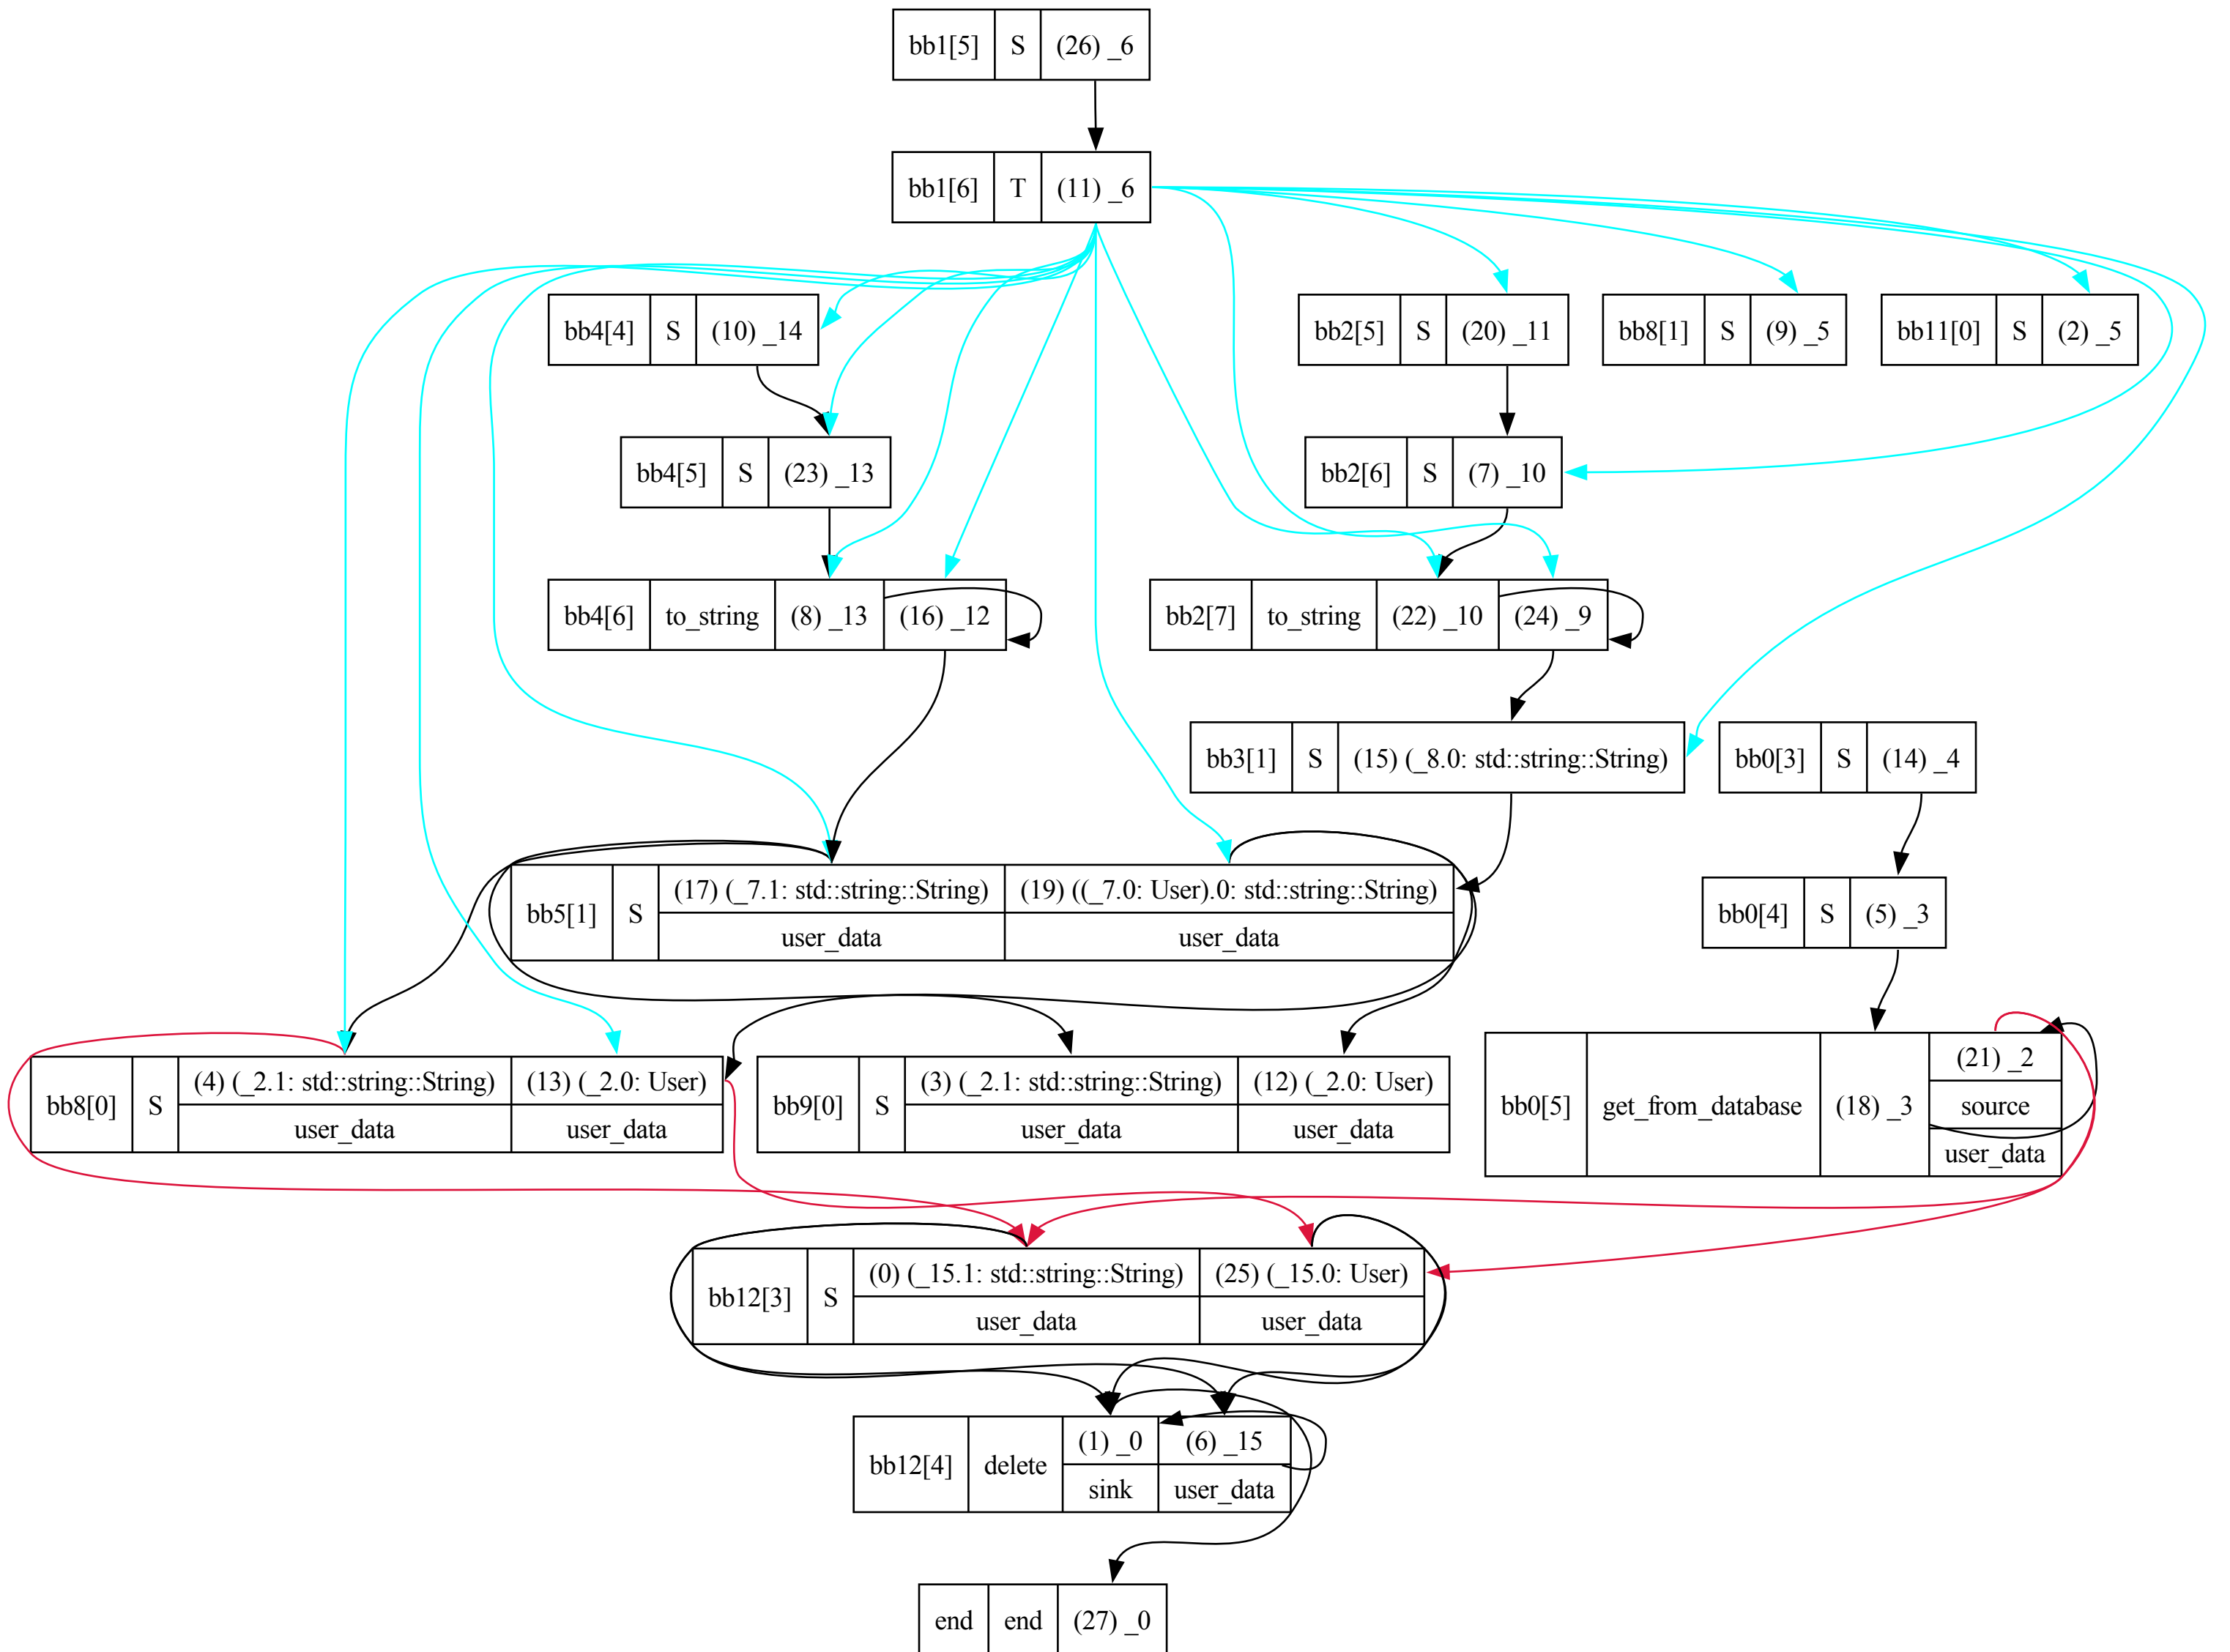 bb1[5] S (26) _6
bb1[6] T (11) _6
bb4[4] S (10) _14
bb2[5] S (20) _11
bb8[1] S (9) _5
bb11[0] S (2) _5
bb4[5] S (23) _13
bb2[6] S (7) _10
bb4[6] to_string (8) _13 (16) _12
bb2[7] to_string (22) _10 (24) _9
bb3[1] S (15) (_8.0: std::string::String)
bb0[3] S (14) _4
bb5[1] S (17) (_7.1: std::string::String) (19) ((_7.0: User).0: std::string::String)
user_data user_data
bb0[4] S (5) _3
bb8[0] S (4) (_2.1: std::string::String) (13) (_2.0: User)
user_data user_data
bb9[0] S (3) (_2.1: std::string::String) (12) (_2.0: User)
user_data user_data
bb0[5] get_from_database (18) _3 (21) _2
source
user_data
bb12[3] S (0) (_15.1: std::string::String) (25) (_15.0: User)
user_data user_data
bb12[4] delete (1) _0 (6) _15
sink user_data
end end (27) _0